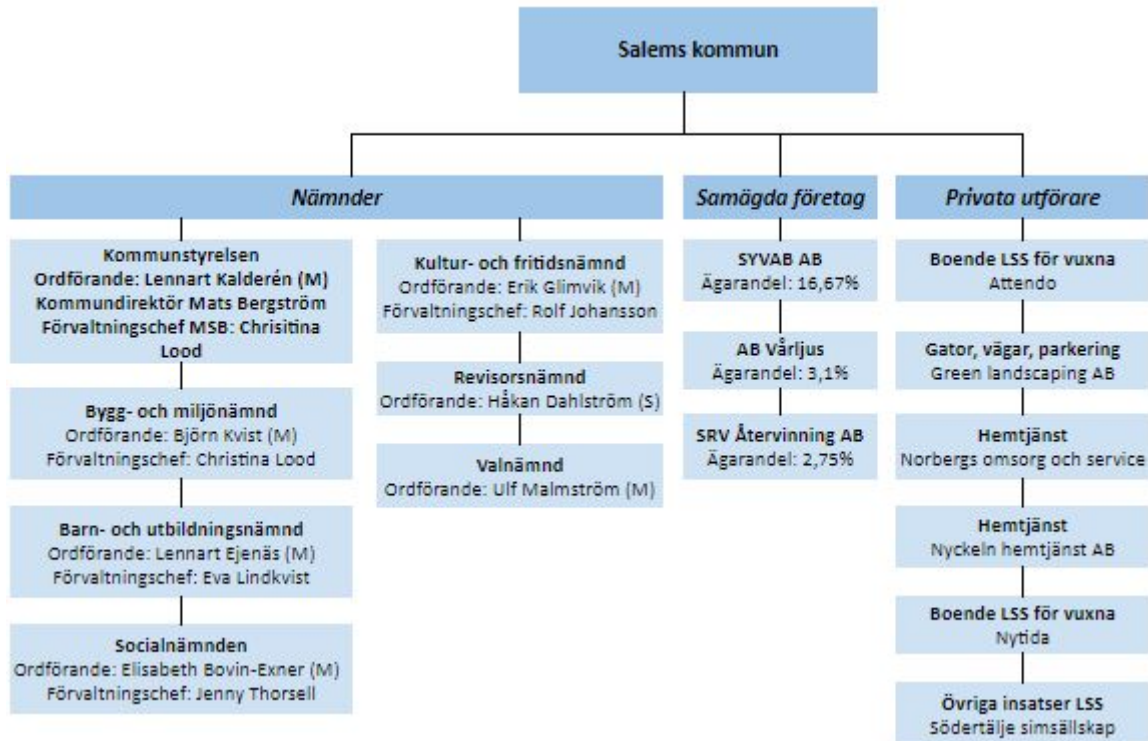 Salems kommun
Nämnder
Kommunstyrelsen
Ordförande: Lennart Kalderén (M)
Kommundirektör Mats Bergström
Förvaltningschef MSB: Chrisitina
Lood
Bygg- och miljönämnd
Ordförande: Björn Kvist (M)
Förvaltningschef: Christina Lood
Barn- och utbildningsnämnd
Ordförande: Lennart Ejenäs (M)
Förvaltningschef: Eva Lindkvist
Socialnämnden
Ordförande: Elisabeth Bovin-Exner (M)
Förvaltningschef: Jenny Thorsell
Kultur- och fritidsnämnd
Ordförande: Erik Glimvik (M)
Förvaltningschef: Rolf Johansson
Revisorsnämnd
Ordförande: Håkan Dahlström (S)
Valnämnd
Ordförande: Ulf Malmström (M)
Samägda företag
SYVAB AB
Ägarandel: 16,67%
AB Vårljus
Ägarandel: 3,1%
SRV Återvinning AB
Ägarandel: 2,75%
Privata utförare
Boende LSS för vuxna
Attendo
Gator, vägar, parkering
Green landscaping AB
Hemtjänst
Norbergs omsorg och service
Hemtjänst
Nyckeln hemtjänst AB
Boende LSS för vuxna
Nytida
Övriga insatser LSS
Södertälje simsällskap